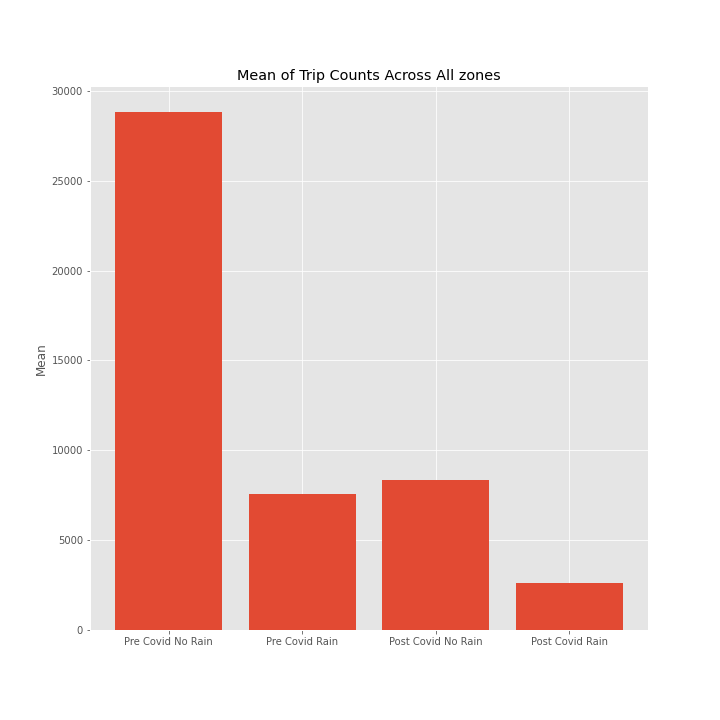 Mean of Trip Counts Across All zones
30000
25000
20000
15000
10000
5000
0
Mean
Pre Covid No Rain
Pre Covid Rain
Post Covid No Rain
Post Covid Rain